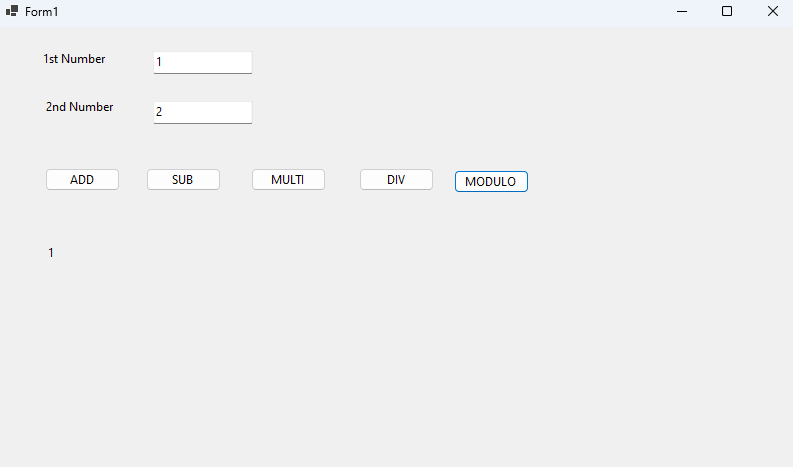 Form1
1st Number 1
2nd Number 2
ADD SUB MULTI DIV MODULO
1